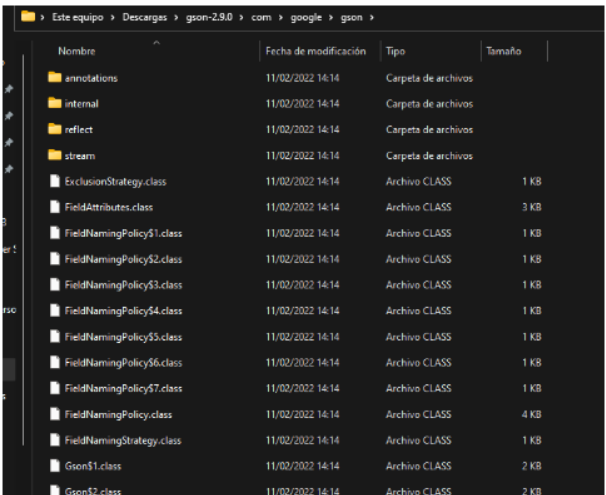 Este equipo > Descargas > gson-2.9.0 > com > google > gson >
Nombre Fecha de modificación Tipo Tamaño
annotations 11/02/2022 14:14 Carpeta de archivos
internal 11/02/2022 14:14 Carpeta de archivos
reflect 11/02/2022 14:14 Carpeta de archivos
stream 11/02/2022 14:14 Carpeta de archivos
ExclusionStrategy.class 11/02/2022 14:14 Archivo CLASS 1 KB
FieldAttributes.class 11/02/2022 14:14 Archivo CLASS 3 KB
FieldNamingPolicy$1.class 11/02/2022 14:14 Archivo CLASS 1 KB
FieldNamingPolicy$2.class 11/02/2022 14:14 Archivo CLASS 1 KB
FieldNamingPolicy$3.class 11/02/2022 14:14 Archivo CLASS 1 KB
FieldNamingPolicy$4.class 11/02/2022 14:14 Archivo CLASS 1 KB
FieldNamingPolicy$5.class 11/02/2022 14:14 Archivo CLASS 1 KB
FieldNamingPolicy$6.class 11/02/2022 14:14 Archivo CLASS 1 KB
FieldNamingPolicy$7.class 11/02/2022 14:14 Archivo CLASS 1 KB
FieldNamingPolicy.class 11/02/2022 14:14 Archivo CLASS 4 KB
FieldNamingStrategy.class 11/02/2022 14:14 Archivo CLASS 1 KB
Gson$1.class 11/02/2022 14:14 Archivo CLASS 2 KB
Gson$2.class 11/02/2022 14:14 Archivo CLASS 2 KB